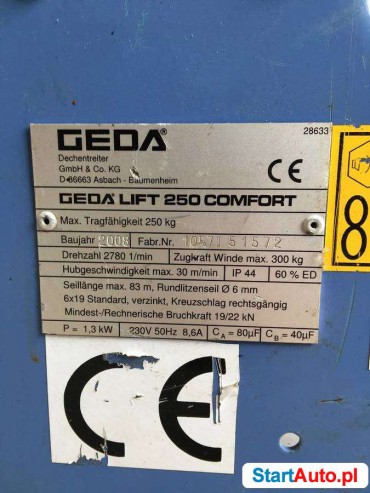 GEDA®
28633
Dechentreiter
GmbH & Co. KG
D-86663 Asbach - Bäumenheim
CE
GEDA® LIFT 250 COMFORT
Max. Tragfähigkeit 250 kg
Baujahr 2008 Fabr.Nr.
Drehzahl 2780 1/min Zugkraft Winde max. 300 kg
Hubgeschwindigkeit max. 30 m/min IP 44 60 % ED
Seillänge max. 83 m, Rundlitzenseil Ø 6 mm
6x19 Standard, verzinkt, Kreuzschlag rechtsgängig
Mindest-/Rechnerische Bruchkraft 19/22 kN
P = 1,3 kW 230V 50Hz 8,6A CA = 80µF CB = 40µF
8
CE
StartAuto.pl